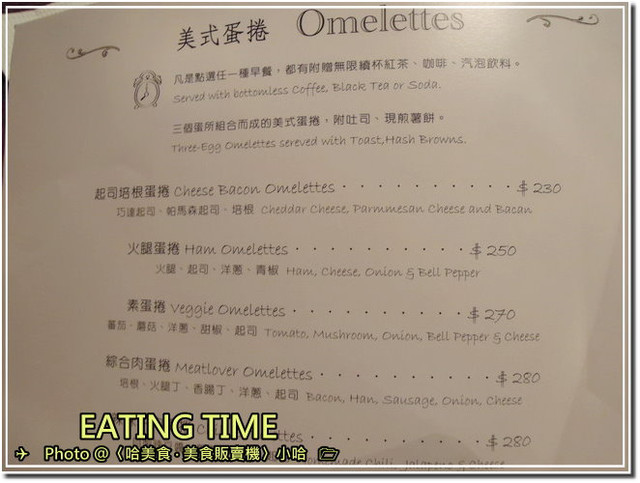 美式蛋捲 Omelettes
凡是點選任一種早餐，都有附贈無限續杯紅茶、咖啡、汽泡飲料。
Served with bottomless Coffee, Black Tea or Soda.
三個蛋所組合而成的美式蛋捲，附吐司、現煎薯餅。
Three-Egg Omelettes sereved with Toast,Hash Browns.
起司培根蛋捲 Cheese Bacon Omelettes · · · · · · · · · · · $ 230
巧達起司、帕馬森起司、培根 Cheddar Cheese, Parmmesan Cheese and Bacan
火腿蛋捲 Ham Omelettes · · · · · · · · · · · $ 250
火腿、起司、洋蔥、青椒 Ham, Cheese, Onion & Bell Pepper
素蛋捲 Veggie Omelettes · · · · · · · · · · · $ 270
蕃茄、蘑菇、洋蔥、甜椒、起司 Tomato, Mushroom, Onion, Bell Pepper & Cheese
綜合肉蛋捲 Meatlover Omelettes · · · · · · · · · · · $ 280
培根、火腿丁、香腸丁、洋蔥、起司 Bacon, Han, Sausage, Onion, Cheese
EATING TIME
ettes · · · · · · · · · · · $ 280
Photo @〈哈美食·美食販賣機〉小哈
Chili, Jalapeno & Cheese